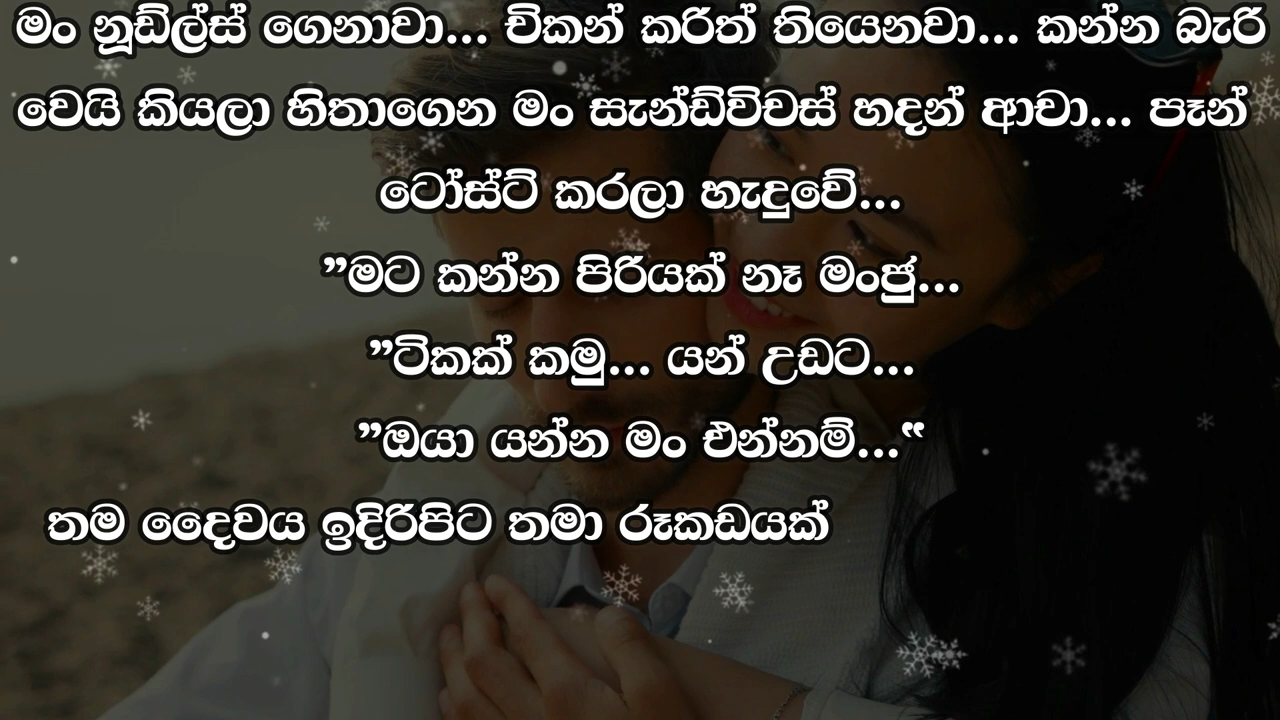 මං නූඩ්ල්ස් ගෙනාවා... චිකන් කරිත් තියෙනවා... කන්න බැරි
වෙයි කියලා හිතාගෙන මං සැන්ඩ්විචස් හදන් ආවා... පෑන්
ටෝස්ට් කරලා හැදුවේ...
”මට කන්න පිරියක් නෑ මංජු...
”ටිකක් කමු... යන් උඩට...
”ඔයා යන්න මං එන්නම්...“
තම දෛවය ඉදිරිපිට තමා රූකඩයක්